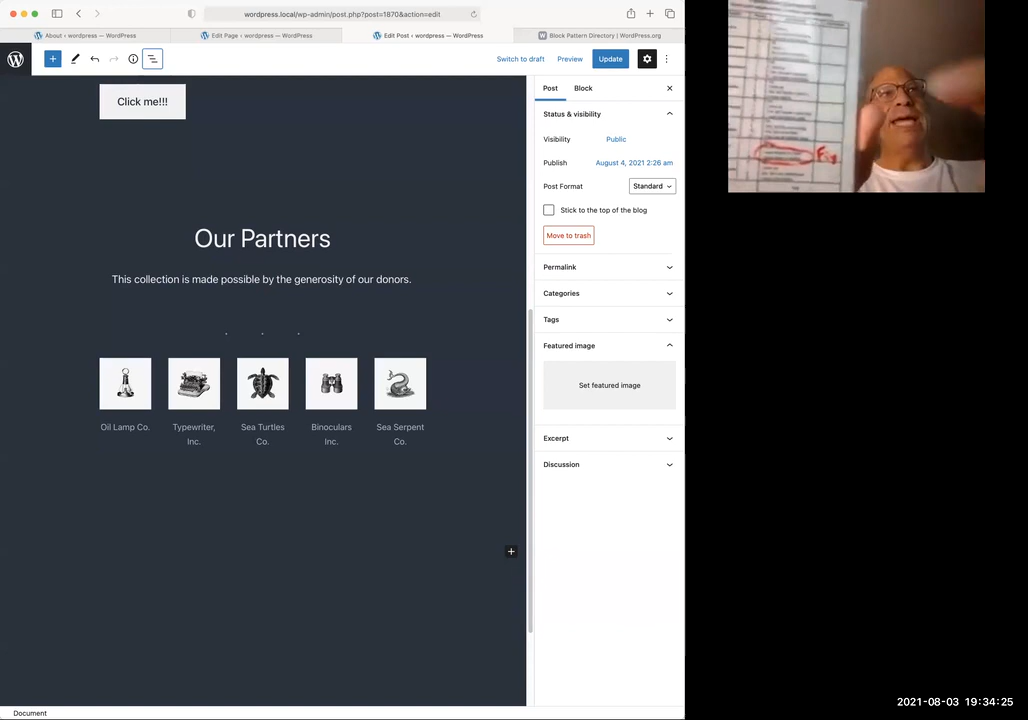 wordpress.local/wp-admin/post.php?post=1870&action=edit
About ‹ wordpress — WordPress
Edit Page ‹ wordpress — WordPress
Edit Post ‹ wordpress — WordPress
Block Pattern Directory | WordPress.org
Switch to draft
Preview
Update
Click me!!!
Our Partners
This collection is made possible by the generosity of our donors.
Oil Lamp Co.
Typewriter,
Inc.
Sea Turtles
Co.
Binoculars
Inc.
Sea Serpent
Co.
Document
Post
Block
Status & visibility
Visibility
Public
Publish
August 4, 2021 2:26 am
Post Format
Standard
Stick to the top of the blog
Move to trash
Permalink
Categories
Tags
Featured image
Set featured image
Excerpt
Discussion
2021-08-03 19:34:25